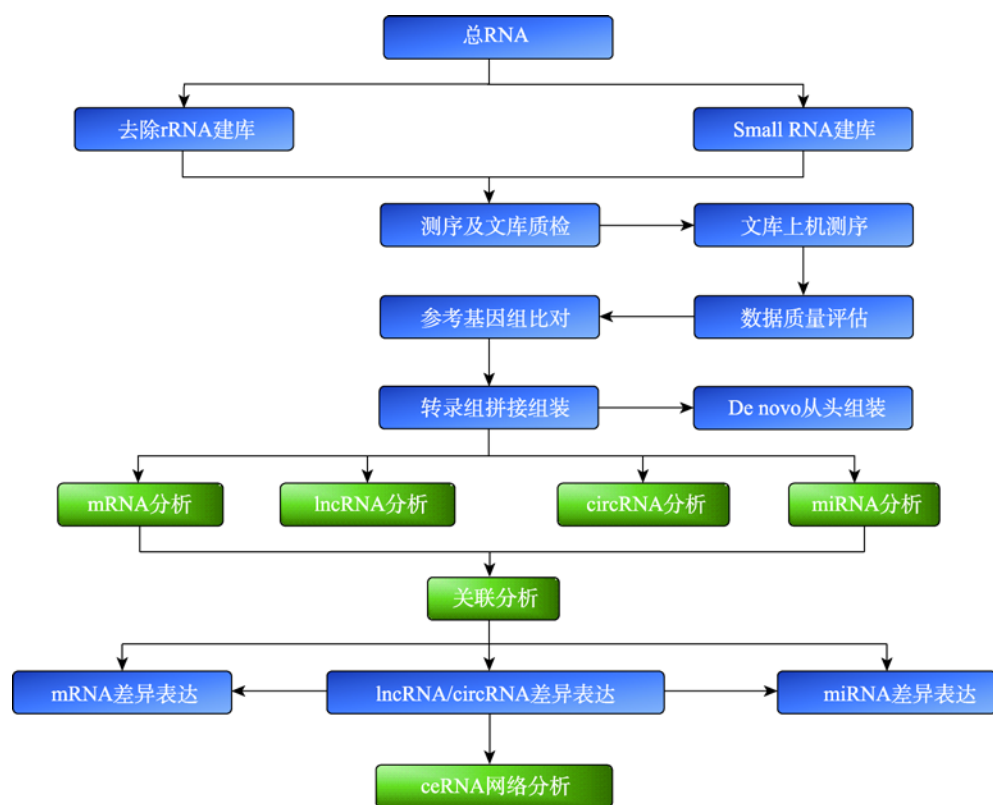 总RNA
去除rRNA建库
Small RNA建库
测序及文库质检
文库上机测序
参考基因组比对
数据质量评估
转录组拼接组装
De novo从头组装
mRNA分析
lncRNA分析
circRNA分析
miRNA分析
关联分析
mRNA差异表达
lncRNA/circRNA差异表达
miRNA差异表达
ceRNA网络分析